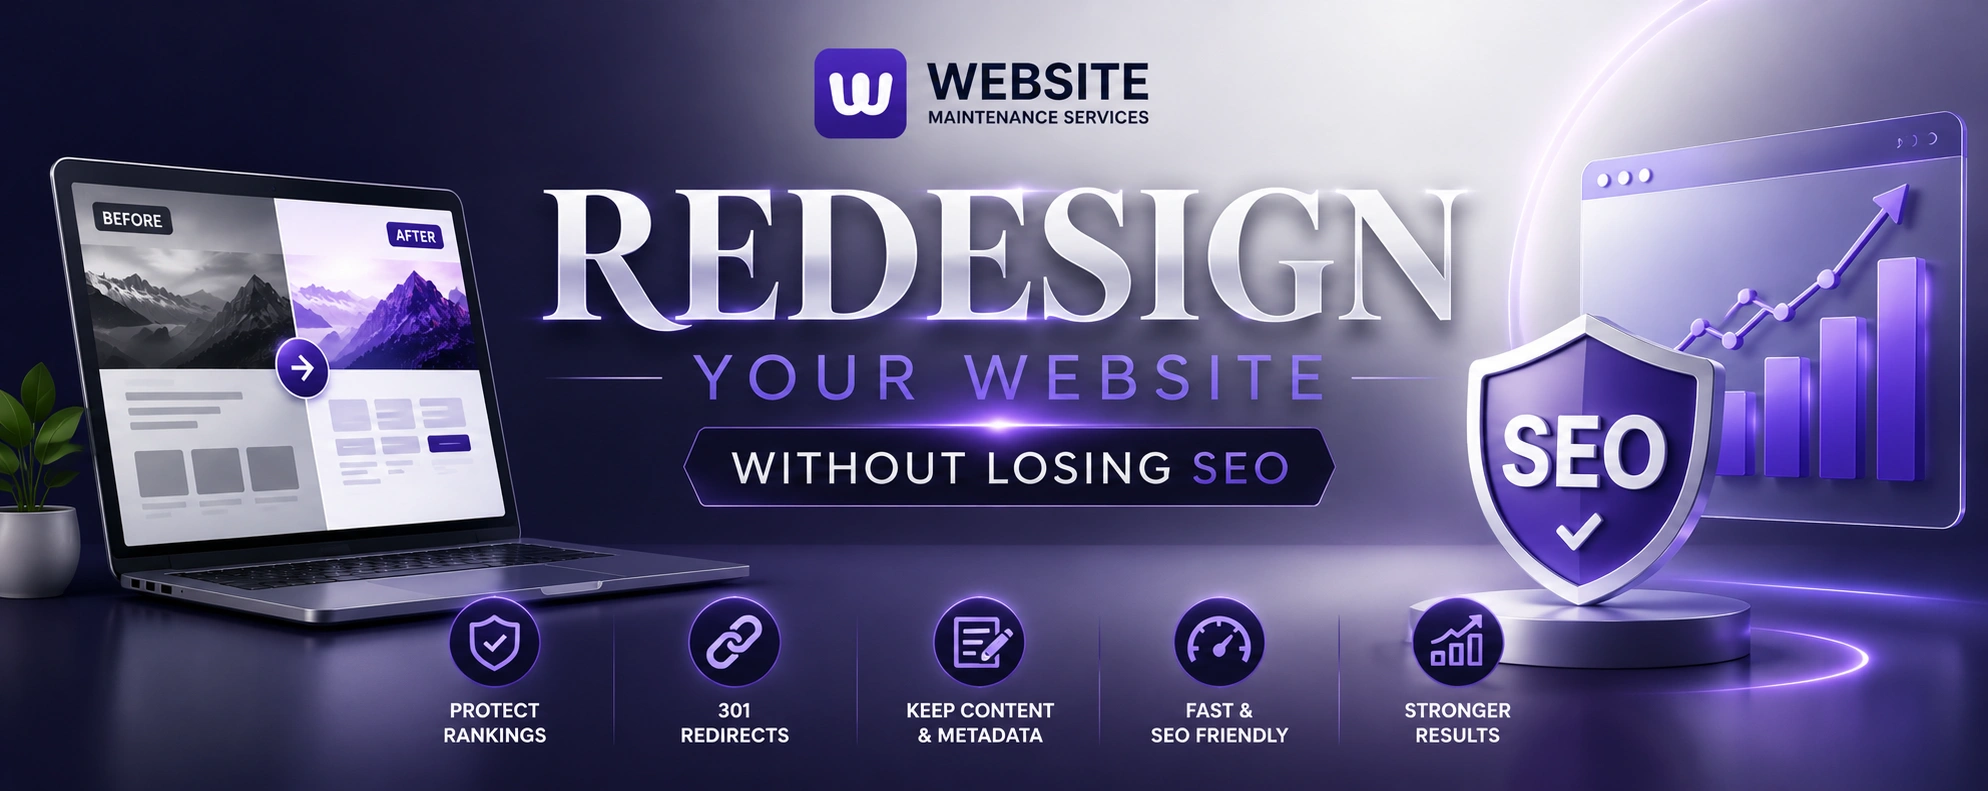 WEBSITE
MAINTENANCE SERVICES
REDESIGN
YOUR WEBSITE
WITHOUT LOSING SEO
BEFORE
AFTER
SEO
PROTECT
RANKINGS
301
REDIRECTS
KEEP CONTENT
& METADATA
FAST &
SEO FRIENDLY
STRONGER
RESULTS